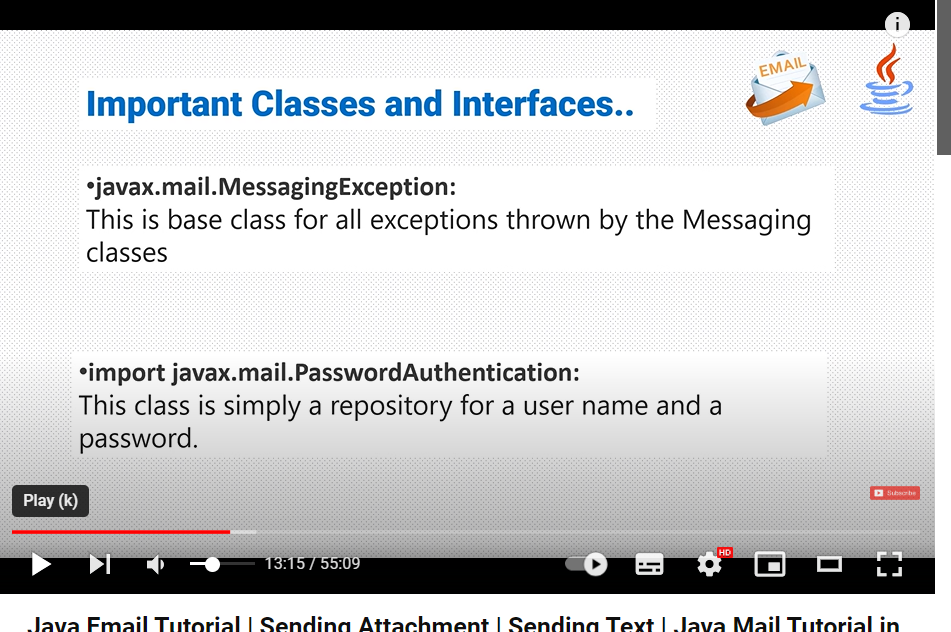 i
EMAIL
Important Classes and Interfaces..
•javax.mail.MessagingException:
This is base class for all exceptions thrown by the Messaging
classes
•import javax.mail.PasswordAuthentication:
This class is simply a repository for a user name and a
password.
Subscribe
Play (k)
HD
13:15 / 55:09
Java Email Tutorial | Sending Attachment | Sending Text | Java Mail Tutorial in